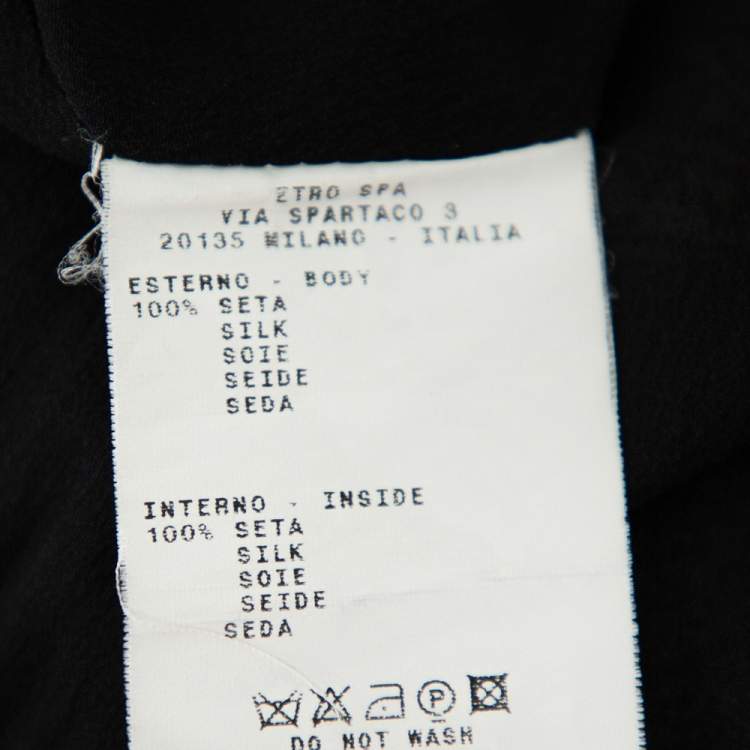 ETRO SPA
VIA SPARTACO 3
20135 MILANO - ITALIA
ESTERNO - BODY
100% SETA
SILK
SOIE
SEIDE
SEDA
INTERNO - INSIDE
100% SETA
SILK
SOIE
SEIDE
SEDA
P
DO NOT WASH